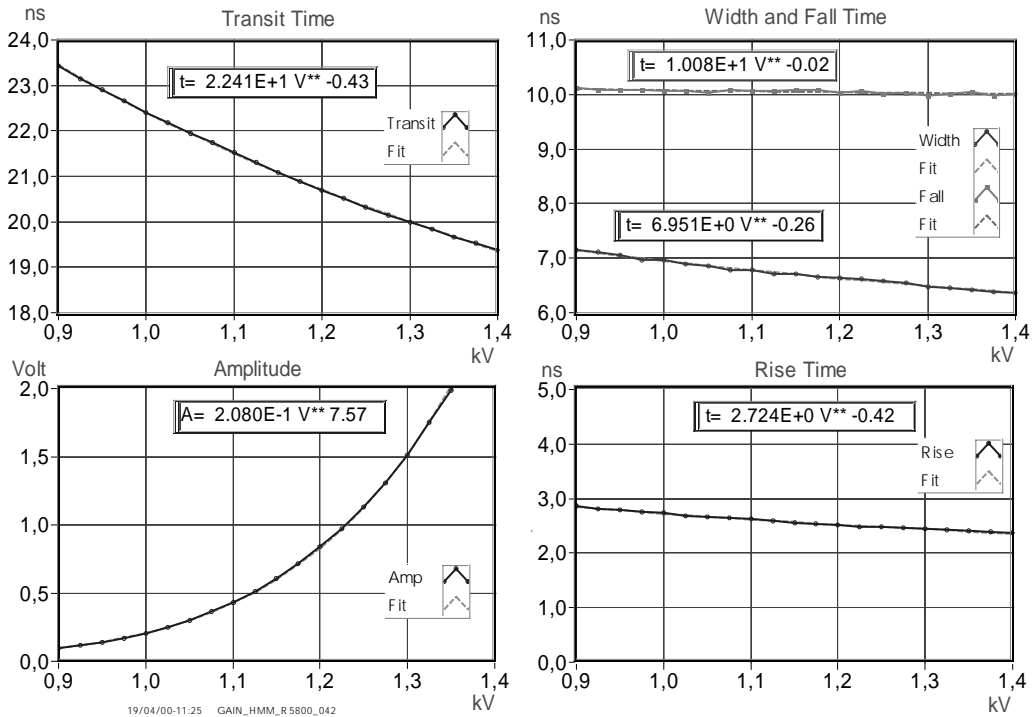 ns
Transit Time
24,0
23,0
22,0
21,0
20,0
19,0
18,0
t= 2.241E+1 V** -0.43
Transit
Fit
0,9 1,0 1,1 1,2 1,3 1,4
kV
ns
Width and Fall Time
11,0
10,0
9,0
8,0
7,0
6,0
t= 1.008E+1 V** -0.02
Width
Fit
Fall
Fit
t= 6.951E+0 V** -0.26
0,9 1,0 1,1 1,2 1,3 1,4
kV
Volt
Amplitude
2,0
1,5
1,0
0,5
0,0
A= 2.080E-1 V** 7.57
Amp
Fit
0,9 1,0 1,1 1,2 1,3 1,4
kV
ns
Rise Time
5,0
4,0
3,0
2,0
1,0
0,0
t= 2.724E+0 V** -0.42
Rise
Fit
0,9 1,0 1,1 1,2 1,3 1,4
kV
19/04/00-11:25 GAIN_HMM_R5800_042